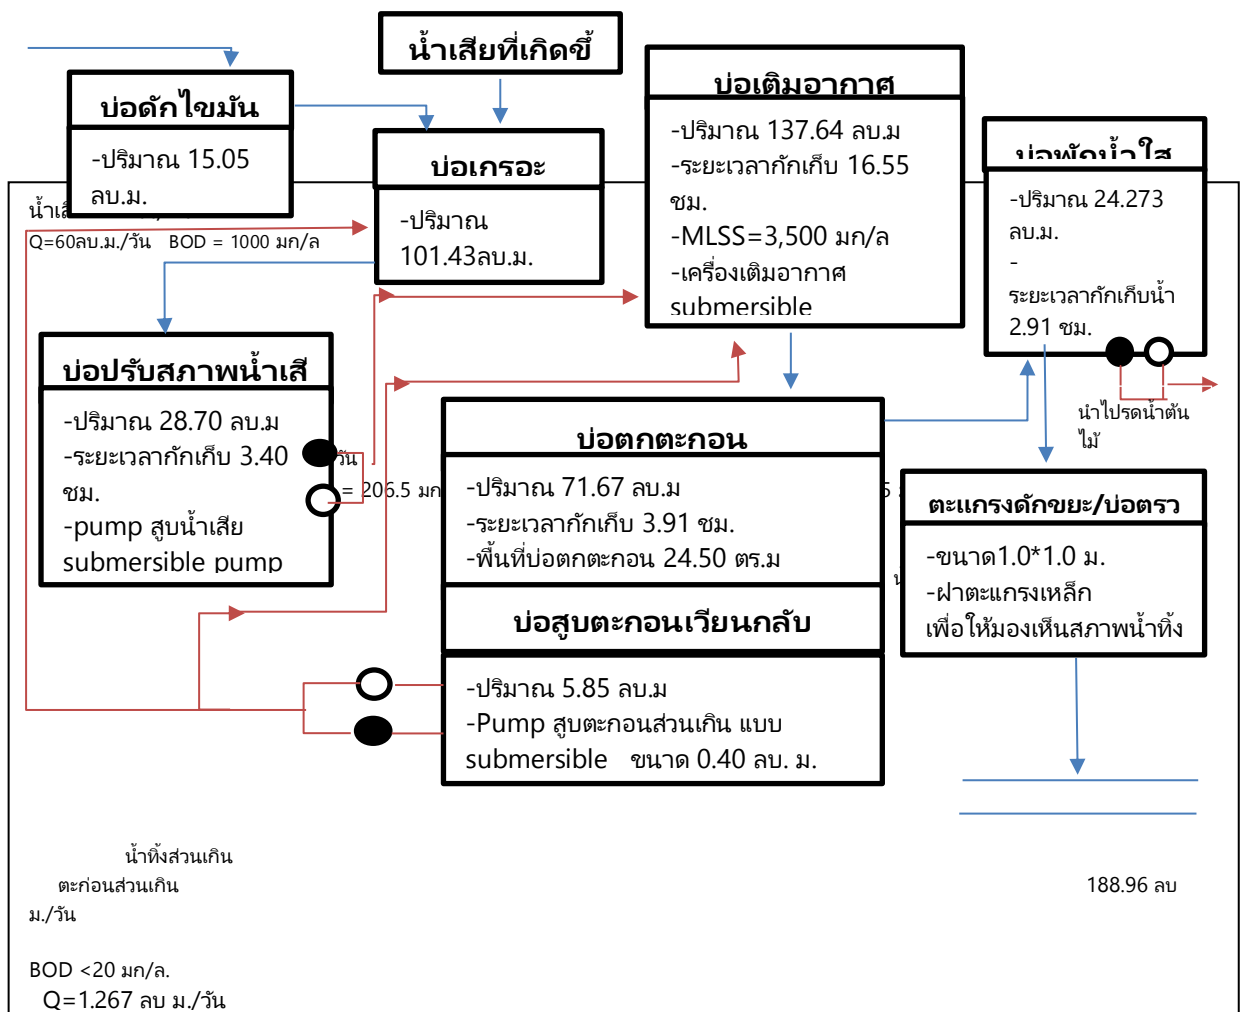 น้ำเสียที่เกิดขึ้
บ่อดักไขมัน
-ปริมาณ 15.05
ลบ.ม.
บ่อเกรอะ
-ปริมาณ
101.43ลบ.ม.
บ่อเติมอากาศ
-ปริมาณ 137.64 ลบ.ม
-ระยะเวลากักเก็บ 16.55
ชม.
-MLSS=3,500 มก/ล
-เครื่องเติมอากาศ
submersible
บ่อพักน้ำใส
-ปริมาณ 24.273
ลบ.ม.
-
ระยะเวลากักเก็บน้ำ
2.91 ชม.
Q=60ลบ.ม./วัน BOD = 1000 มก/ล
บ่อปรับสภาพน้ำเสี
-ปริมาณ 28.70 ลบ.ม
-ระยะเวลากักเก็บ 3.40
ชม.
-pump สูบน้ำเสีย
submersible pump
วัน
= 206.5 มก
นำไปรดน้ำต้น
ไม้
บ่อตกตะกอน
-ปริมาณ 71.67 ลบ.ม
-ระยะเวลากักเก็บ 3.91 ชม.
-พื้นที่บ่อตกตะกอน 24.50 ตร.ม
บ่อสูบตะกอนเวียนกลับ
-ปริมาณ 5.85 ลบ.ม
-Pump สูบตะกอนส่วนเกิน แบบ
submersible ขนาด 0.40 ลบ. ม.
ตะแกรงดักขยะ/บ่อตรว
-ขนาด1.0*1.0 ม.
-ฝาตะแกรงเหล็ก
เพื่อให้มองเห็นสภาพน้ำทิ้ง
น้ำทิ้งส่วนเกิน
ตะก่อนส่วนเกิน 188.96 ลบ
ม./วัน
BOD <20 มก/ล.
Q=1.267 ลบ ม./วัน